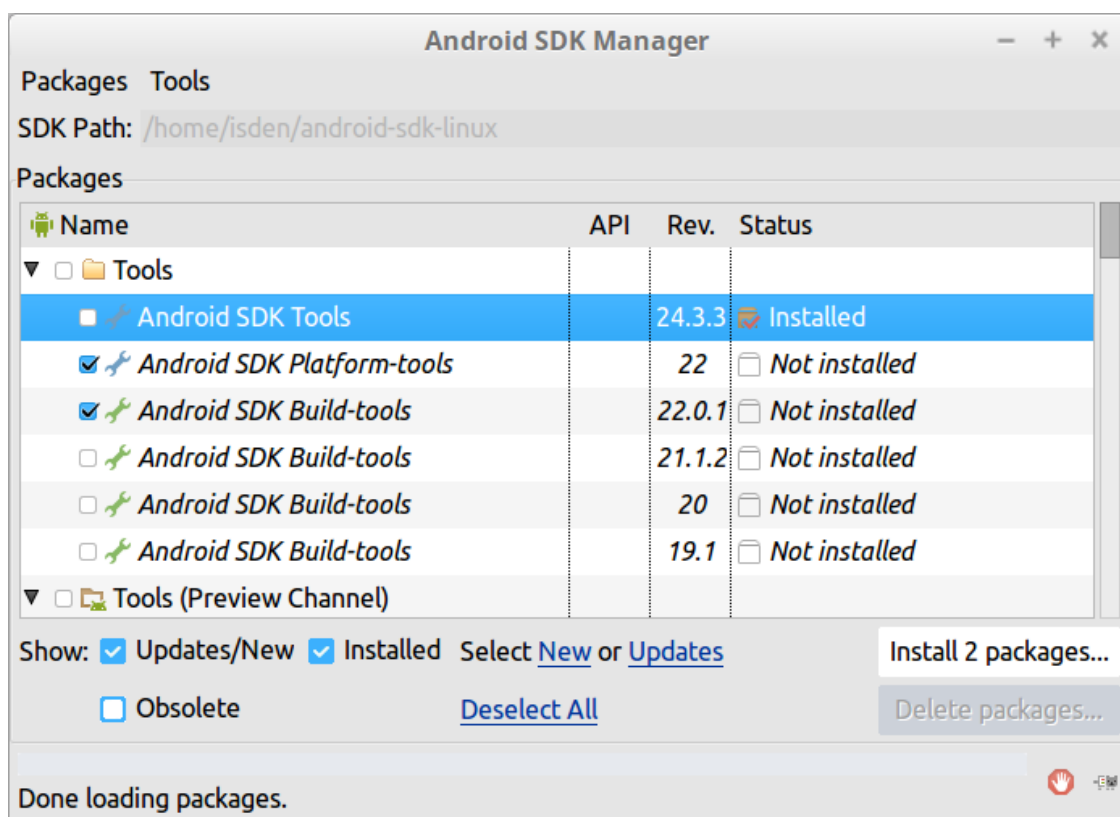 Android SDK Manager
Packages Tools
SDK Path: /home/isden/android-sdk-linux
Packages
Name API Rev. Status
Tools
Android SDK Tools 24.3.3 Installed
Android SDK Platform-tools 22 Not installed
Android SDK Build-tools 22.0.1 Not installed
Android SDK Build-tools 21.1.2 Not installed
Android SDK Build-tools 20 Not installed
Android SDK Build-tools 19.1 Not installed
Tools (Preview Channel)
Show: Updates/New Installed Select New or Updates Install 2 packages...
Obsolete Deselect All Delete packages...
Done loading packages.